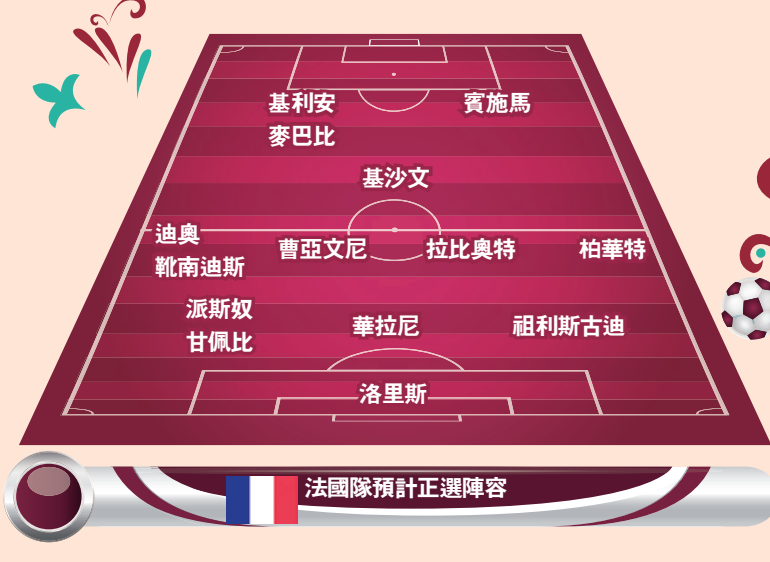 基利安
麥巴比
賓施馬
基沙文
迪奧
靴南迪斯
曹亞文尼
拉比奧特
柏華特
派斯奴
甘佩比
華拉尼
祖利斯古迪
洛里斯
法國隊預計正選陣容